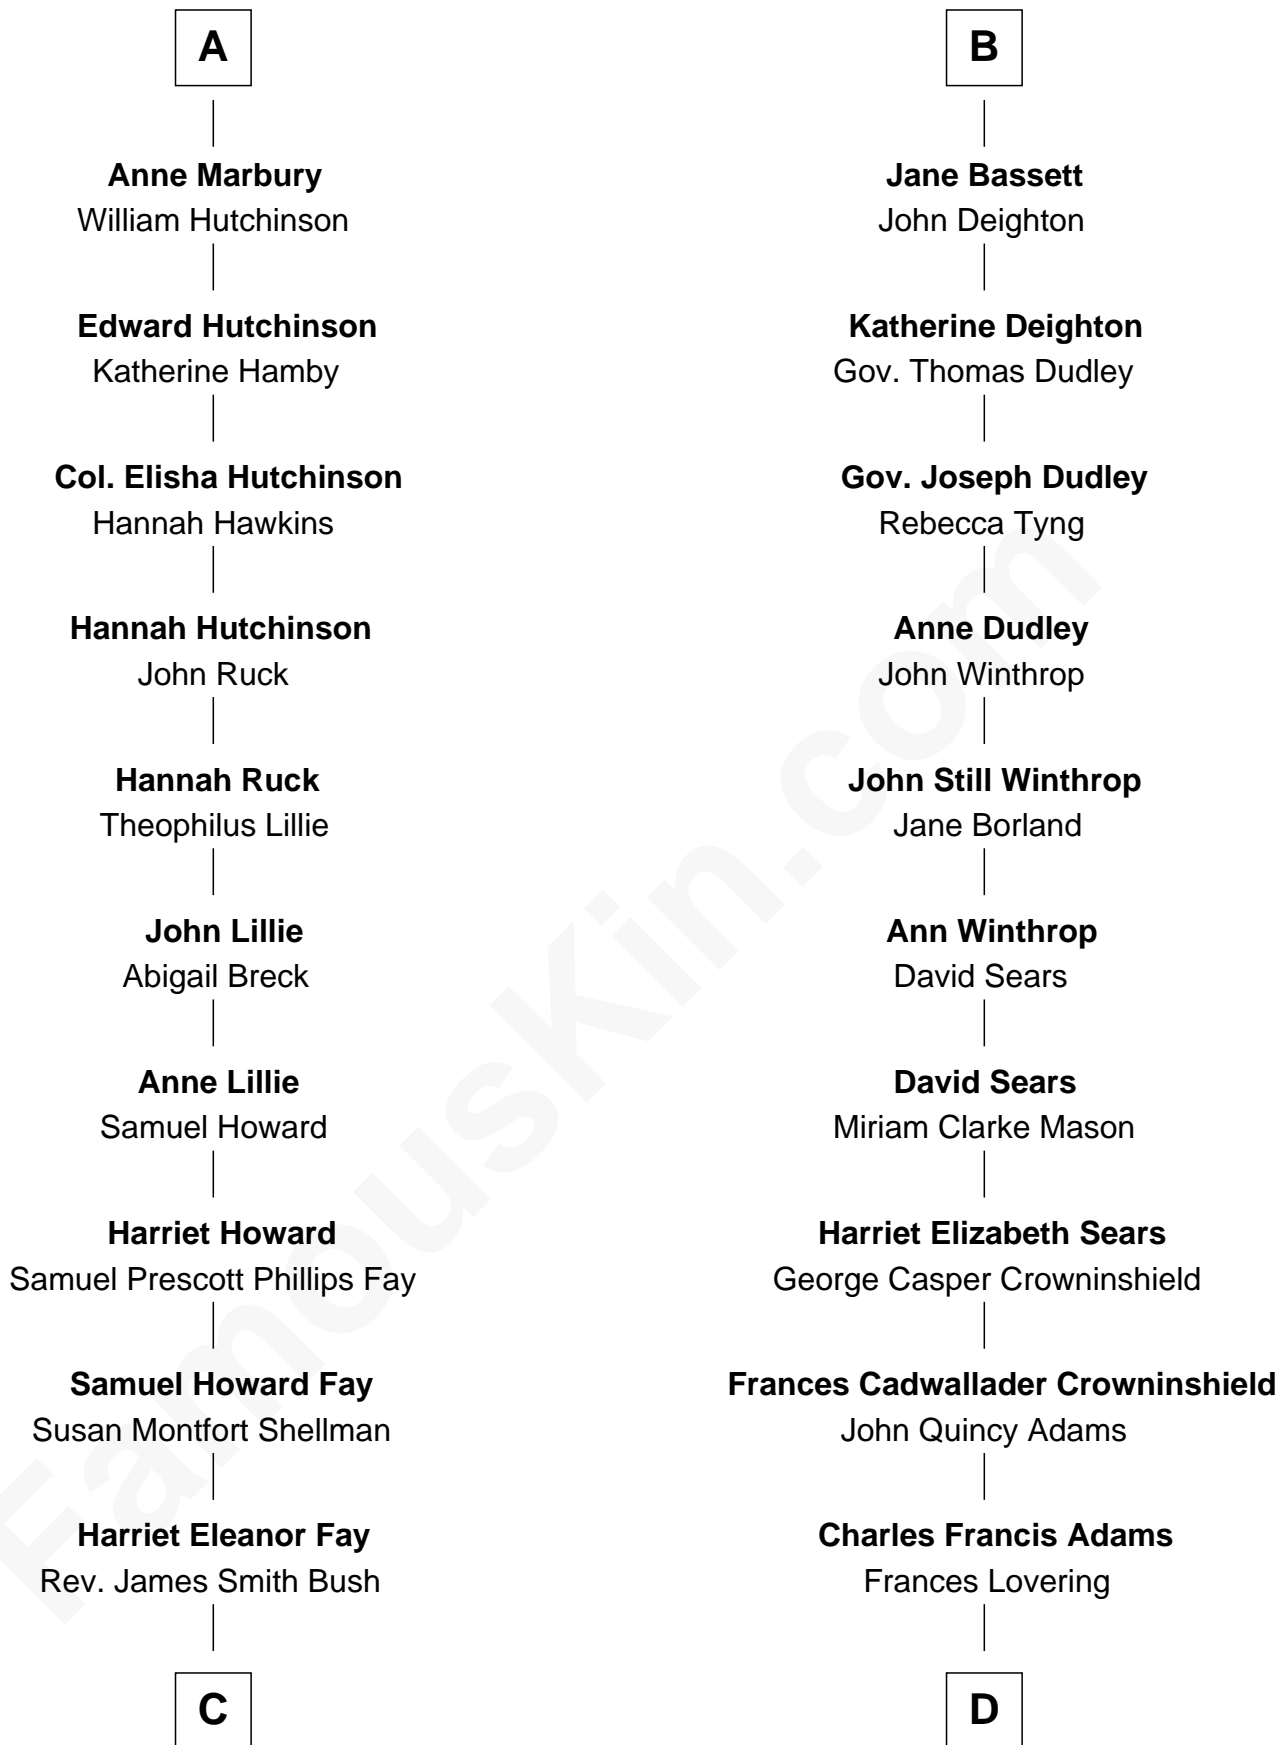 A
Anne Marbury
William Hutchinson
Edward Hutchinson
Katherine Hamby
Col. Elisha Hutchinson
Hannah Hawkins
Hannah Hutchinson
John Ruck
Hannah Ruck
Theophilus Lillie
John Lillie
Abigail Breck
Anne Lillie
Samuel Howard
Harriet Howard
Samuel Prescott Phillips Fay
Samuel Howard Fay
Susan Montfort Shellman
Harriet Eleanor Fay
Rev. James Smith Bush
C
B
Jane Bassett
John Deighton
Katherine Deighton
Gov. Thomas Dudley
Gov. Joseph Dudley
Rebecca Tyng
Anne Dudley
John Winthrop
John Still Winthrop
Jane Borland
Ann Winthrop
David Sears
David Sears
Miriam Clarke Mason
Harriet Elizabeth Sears
George Casper Crowninshield
Frances Cadwallader Crowninshield
John Quincy Adams
Charles Francis Adams
Frances Lovering
D
FamousKin.com